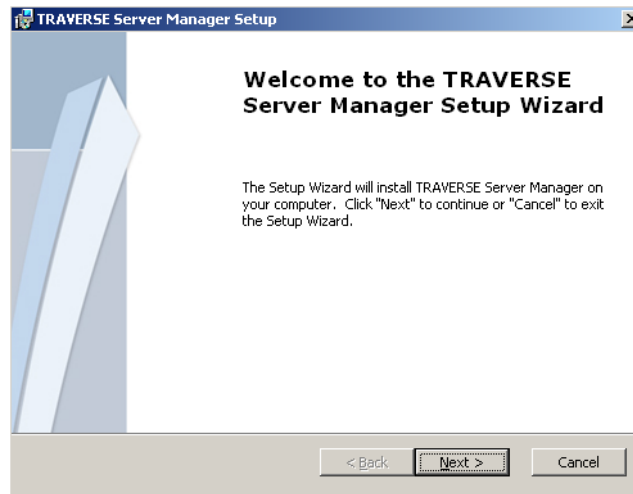 TRAVERSE Server Manager Setup
Welcome to the TRAVERSE
Server Manager Setup Wizard
The Setup Wizard will install TRAVERSE Server Manager on
your computer. Click "Next" to continue or "Cancel" to exit
the Setup Wizard.
< Back Next > Cancel